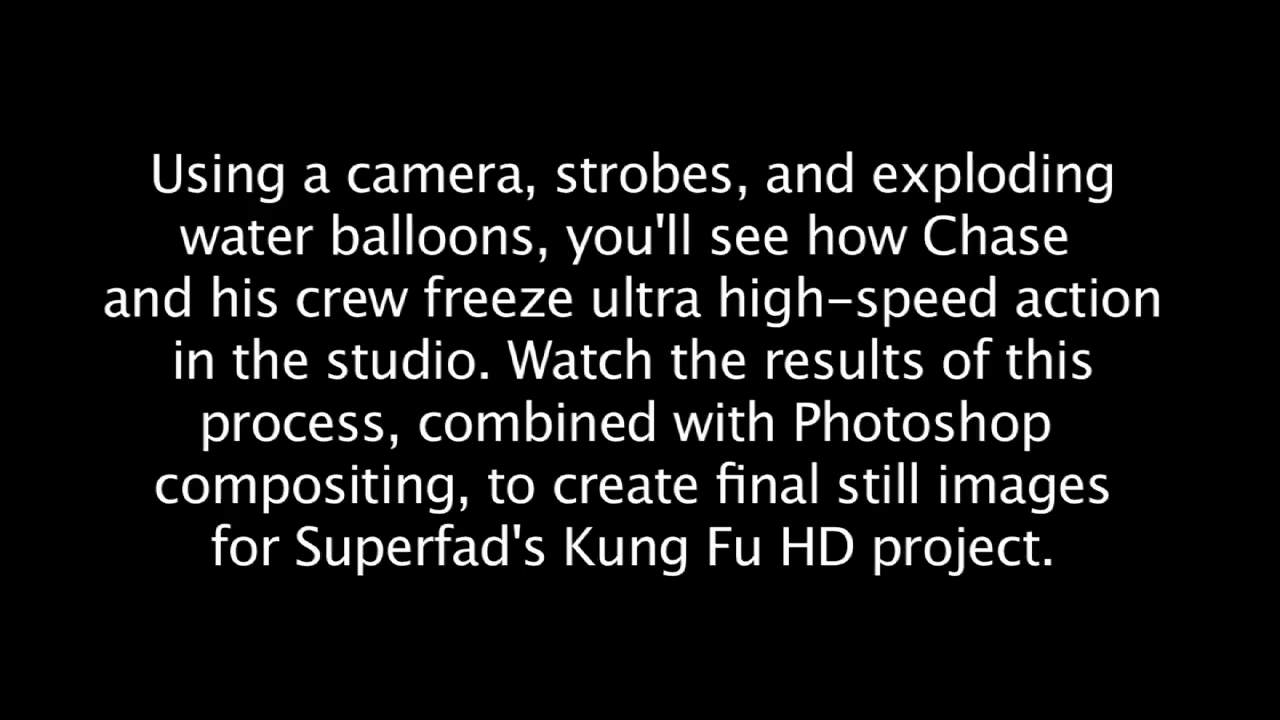 Using a camera, strobes, and exploding
water balloons, you'll see how Chase
and his crew freeze ultra high-speed action
in the studio. Watch the results of this
process, combined with Photoshop
compositing, to create final still images
for Superfad's Kung Fu HD project.